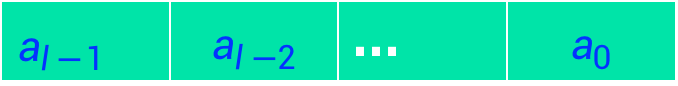 a_{l – 1} a_{l – 2} ... a_0